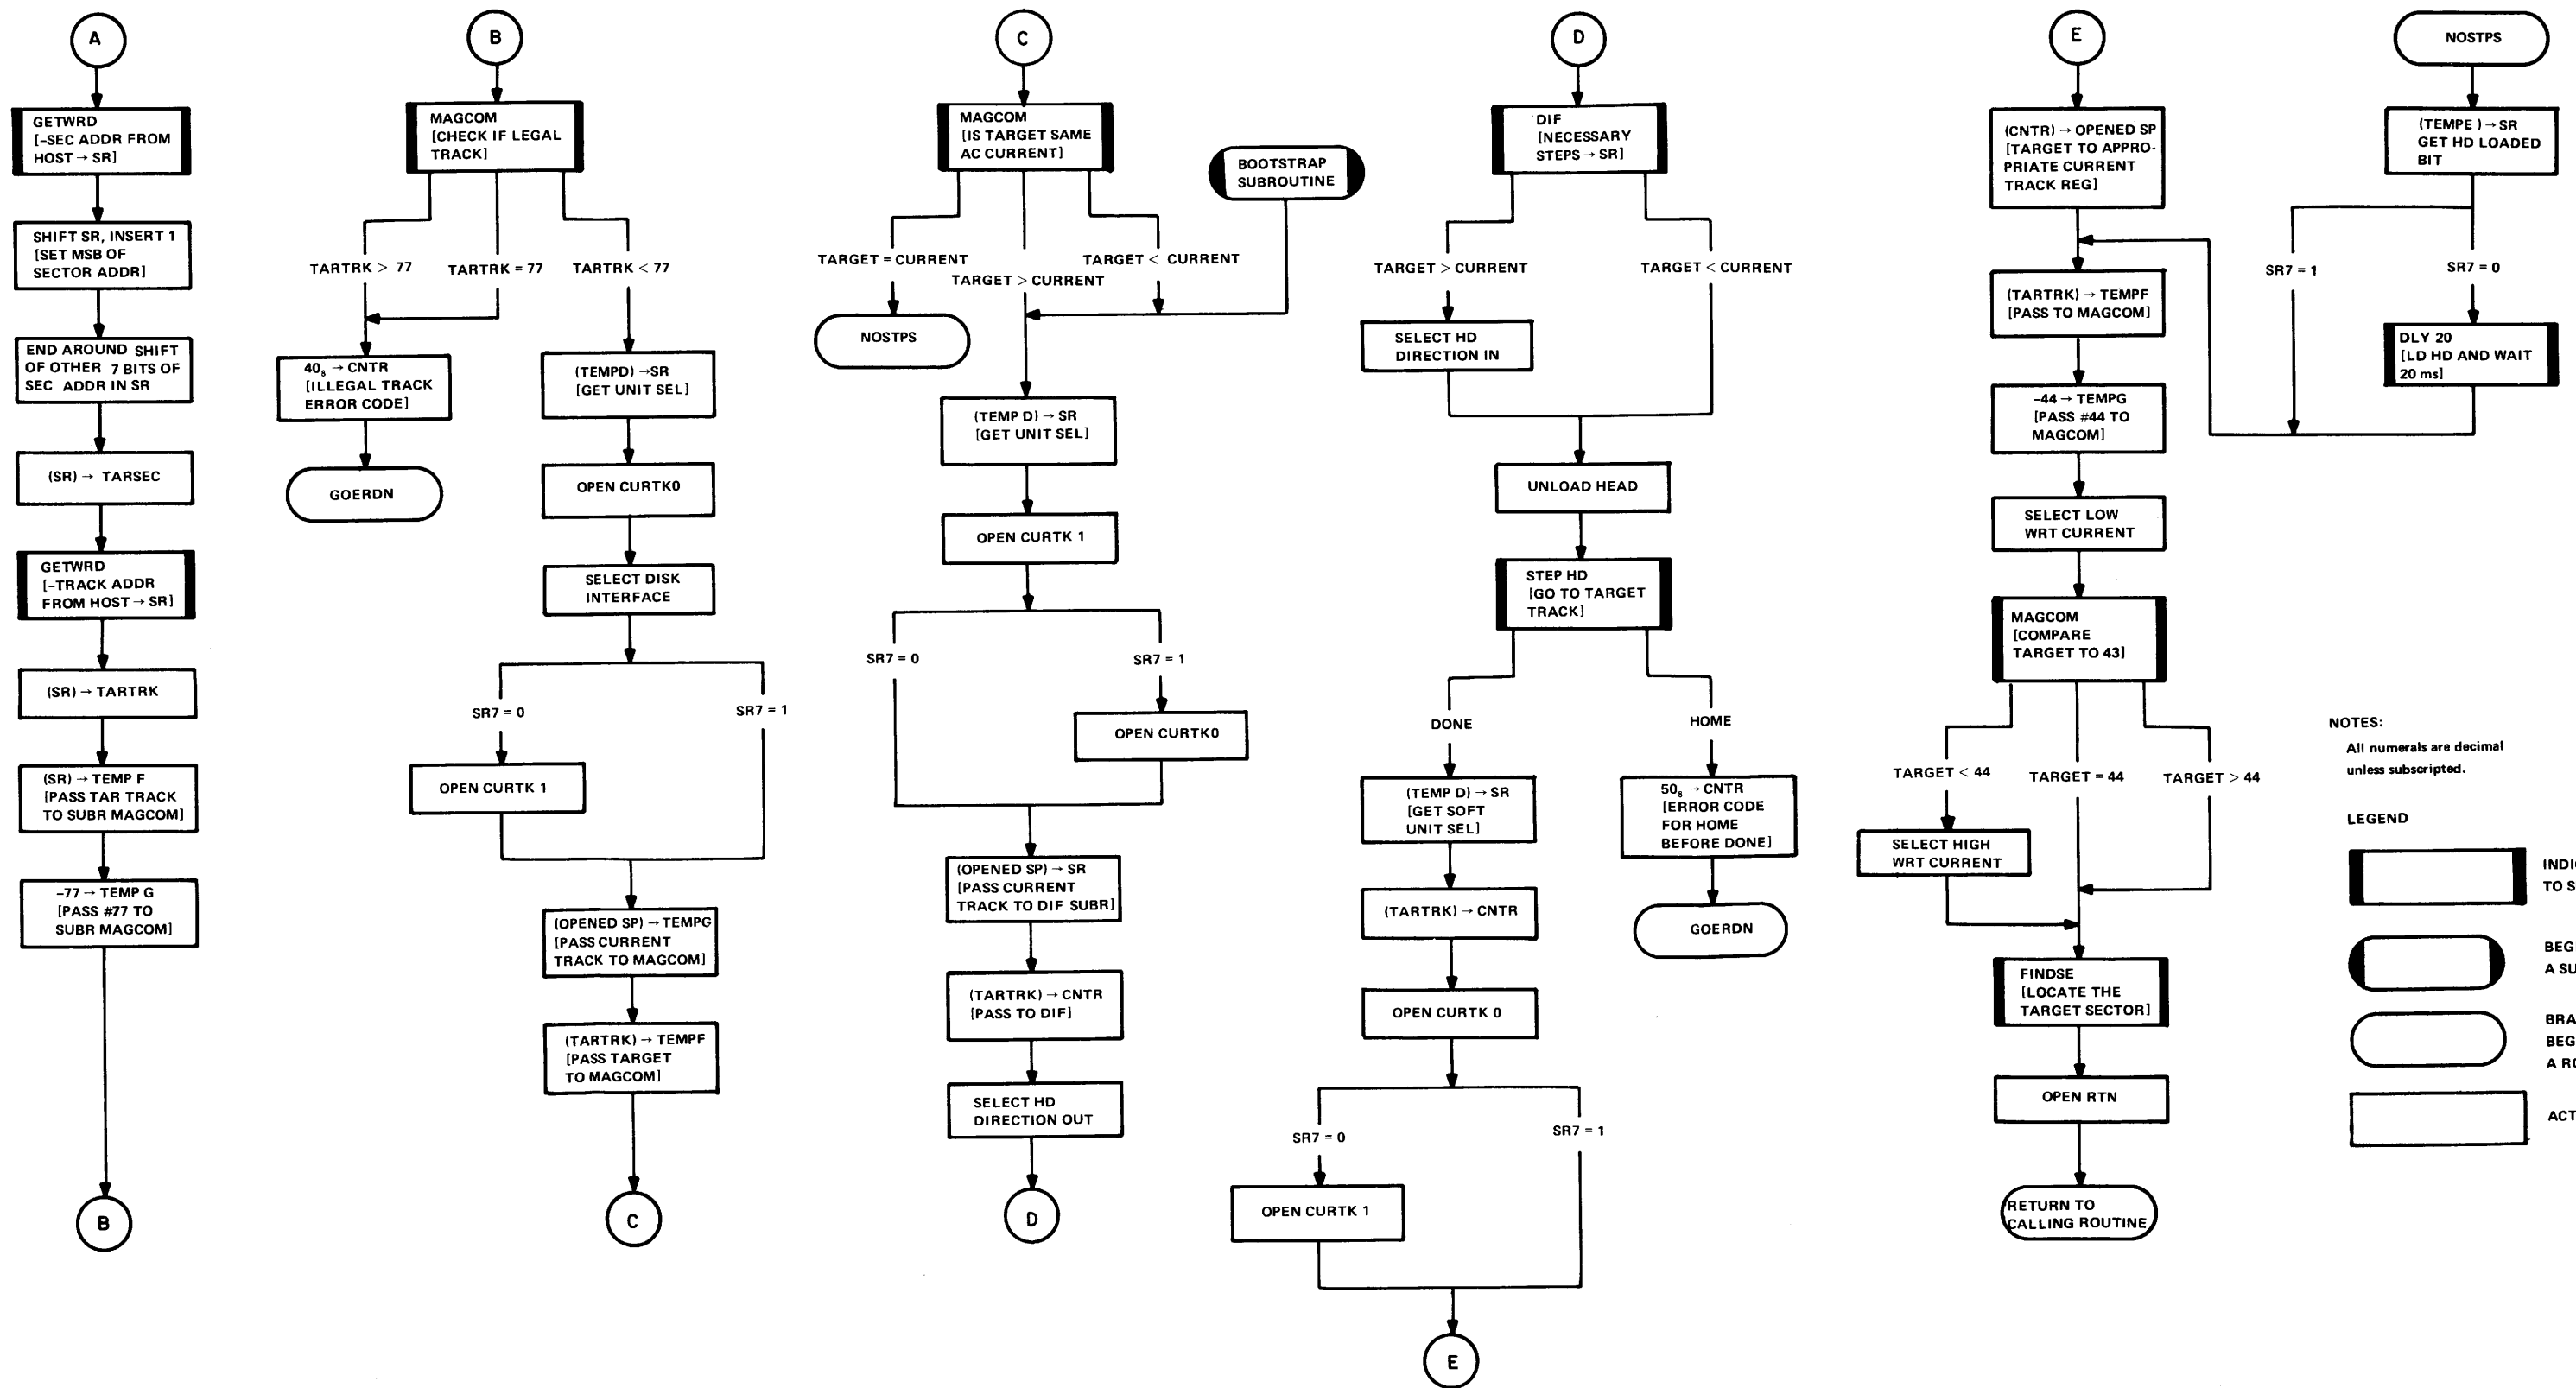 A
GETWRD
[-SEC ADDR FROM
HOST → SR]
SHIFT SR, INSERT 1
[SET MSB OF
SECTOR ADDR]
END AROUND SHIFT
OF OTHER 7 BITS OF
SEC ADDR IN SR
(SR) → TARSEC
GETWRD
[-TRACK ADDR
FROM HOST → SR]
(SR) → TARTRK
(SR) → TEMP F
[PASS TAR TRACK
TO SUBR MAGCOM]
-77 → TEMP G
[PASS #77 TO
SUBR MAGCOM]
B
B
MAGCOM
[CHECK IF LEGAL
TRACK]
TARTRK > 77
TARTRK = 77
TARTRK < 77
40₈ → CNTR
[ILLEGAL TRACK
ERROR CODE]
GOERDN
(TEMPD) → SR
[GET UNIT SEL]
OPEN CURTK0
SELECT DISK
INTERFACE
SR7 = 0
SR7 = 1
OPEN CURTK 1
(OPENED SP) → TEMPG
[PASS CURRENT
TRACK TO MAGCOM]
(TARTRK) → TEMPF
[PASS TARGET
TO MAGCOM]
C
C
MAGCOM
[IS TARGET SAME
AC CURRENT]
BOOTSTRAP
SUBROUTINE
TARGET = CURRENT
TARGET > CURRENT
TARGET < CURRENT
NOSTPS
(TEMP D) → SR
[GET UNIT SEL]
OPEN CURTK 1
SR7 = 0
SR7 = 1
OPEN CURTK0
(OPENED SP) → SR
[PASS CURRENT
TRACK TO DIF SUBR]
(TARTRK) → CNTR
[PASS TO DIF]
SELECT HD
DIRECTION OUT
D
D
DIF
[NECESSARY
STEPS → SR]
TARGET > CURRENT
TARGET < CURRENT
SELECT HD
DIRECTION IN
UNLOAD HEAD
STEP HD
[GO TO TARGET
TRACK]
DONE
HOME
(TEMP D) → SR
[GET SOFT
UNIT SEL]
50₈ → CNTR
[ERROR CODE
FOR HOME
BEFORE DONE]
(TARTRK) → CNTR
GOERDN
OPEN CURTK 0
SR7 = 0
SR7 = 1
OPEN CURTK 1
E
E
(CNTR) → OPENED SP
[TARGET TO APPRO-
PRIATE CURRENT
TRACK REG]
(TARTRK) → TEMPF
[PASS TO MAGCOM]
-44 → TEMPG
[PASS #44 TO
MAGCOM]
SELECT LOW
WRT CURRENT
MAGCOM
[COMPARE
TARGET TO 43]
TARGET < 44
TARGET = 44
TARGET > 44
SELECT HIGH
WRT CURRENT
FINDSE
[LOCATE THE
TARGET SECTOR]
OPEN RTN
RETURN TO
CALLING ROUTINE
NOSTPS
(TEMPE ) → SR
GET HD LOADED
BIT
SR7 = 1
SR7 = 0
DLY 20
[LD HD AND WAIT
20 ms]
NOTES:
All numerals are decimal
unless subscripted.
LEGEND
INDI
TO S
BEG
A SU
BRA
BEG
A RO
ACT